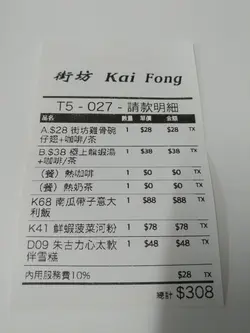 街坊 Kai Fong
T5 - 027 - 請款明細
品名 數量 單價 金額
A.$28 街坊雞骨碗 1 $28 $28 TX
仔翅+咖啡/茶
B.$38 極上龍蝦湯 1 $38 $38 TX
+咖啡/茶
(餐) 熱咖啡 1 $0 $0 TX
(餐) 熱奶茶 1 $0 $0 TX
K68 南瓜帶子意大 1 $88 $88 TX
利飯
K41 鮮蝦菠菜河粉 1 $78 $78 TX
D09 朱古力心太軟 1 $48 $48 TX
伴雪糕
內用服務費10% $28 TX
總計 $308